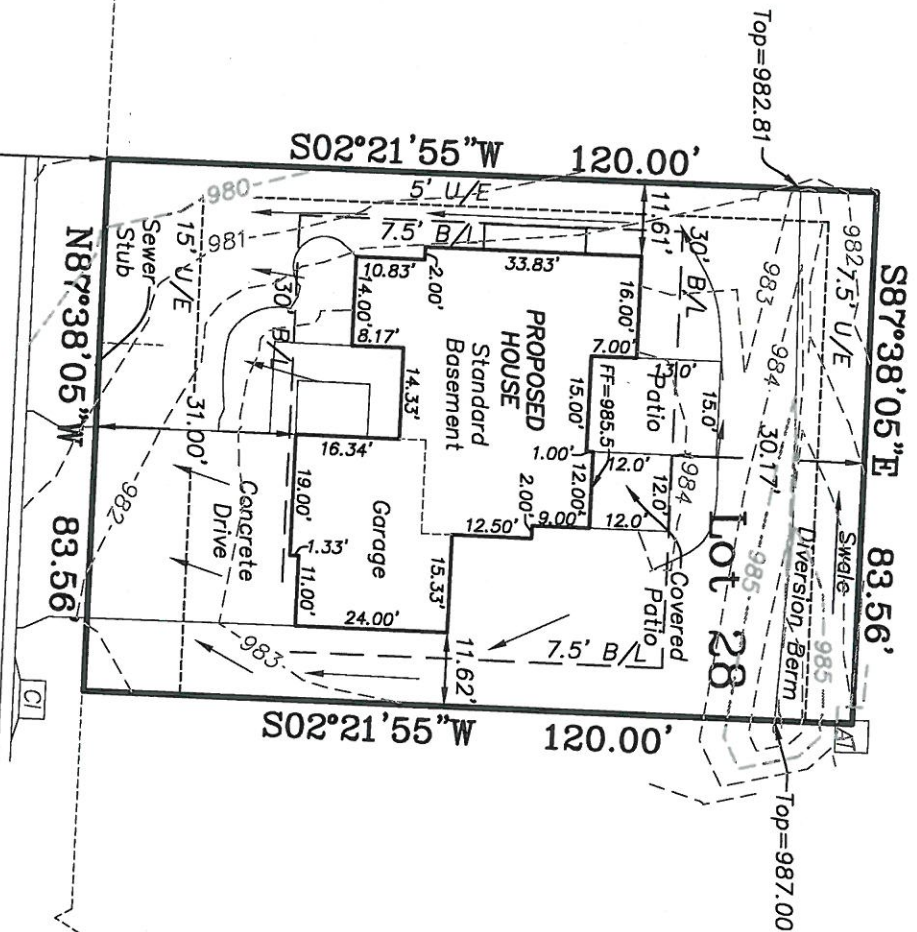 Top=982.81
S02°21'55"W 120.00'
S87°38'05"E 83.56'
N87°38'05"W 83.56'
S02°21'55"W 120.00'
Top=987.00
980
981
982
983
5' U/E
7.5' B/L
11.61'
30' B/L
982
7.5' U/E
983
984
30.17'
985
985
984
Swale
Diversion Berm
Lot 28
Sewer
Stub
15' U/E
30' B/L
31.00'
Concrete
Drive
10.83'
2.00'
33.83'
14.00'
8.17'
14.33'
16.34'
19.00'
1.33'
11.00'
24.00'
15.33'
12.50'
2.00'
9.00'
12.00'
1.00'
15.00'
7.00'
16.00'
PROPOSED
HOUSE
Standard
Basement
FF=985.5
Garage
Patio
13.0'
15.0'
12.0'
12.0'
12.0'
Covered
Patio
7.5' B/L
11.62'
CI
AI